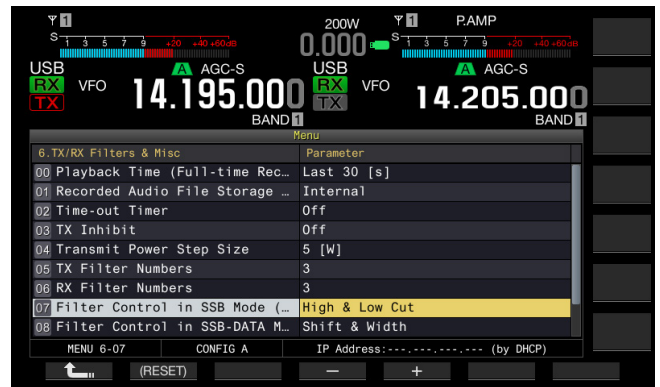 1 200W 1 P.AMP
S 1 3 5 7 9 +20 +40 +60dB 0.000 S 1 3 5 7 9 +20 +40 +60dB
USB A AGC-S USB A AGC-S
RX VFO 14.195.000 RX VFO 14.205.000
TX TX
BAND 1 BAND 1
Menu
6.TX/RX Filters & Misc Parameter
00 Playback Time (Full-time Rec... Last 30 [s]
01 Recorded Audio File Storage ... Internal
02 Time-out Timer Off
03 TX Inhibit Off
04 Transmit Power Step Size 5 [W]
05 TX Filter Numbers 3
06 RX Filter Numbers 3
07 Filter Control in SSB Mode (... High & Low Cut
08 Filter Control in SSB-DATA M... Shift & Width
MENU 6-07 CONFIG A IP Address:---.---.---.--- (by DHCP)
(RESET) − +